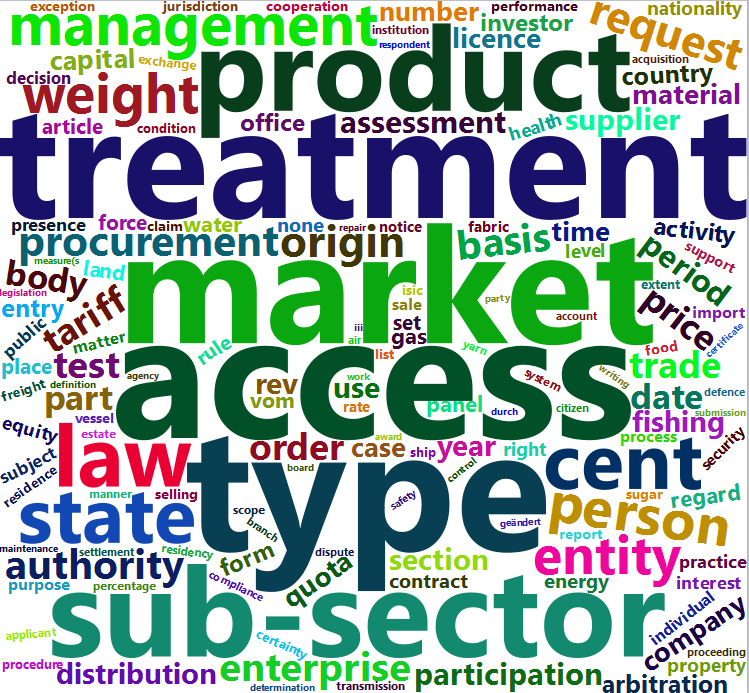 exception
jurisdiction
cooperation
performance
nationality
management
number
institution
investor
request
respondent
licence
capital
exchange
product
acquisition
decision
weight
country
material
article
condition
office
assessment
health
supplier
treatment
presence
force
claim
water
none
repair
notice
fabric
time
activity
procurement
origin
basis
level
support
measure(s
body
land
market
period
extent
legislation
entry
tariff
isic
sale
party
price
import
public
matter
iii
set
account
certificate
air
gas
rule
list
yarn
food
place
test
access
trade
freight
definition
agency
rev
work
use
system
writing
date
defence
part
vom
rate
panel
durch
citizen
submission
vessel
fishing
equity
estate
law
award
process
order
case
ship
year
right
security
subject
board
control
cent
residence
type
manner
selling
safety
sugar
regard
state
scope
branch
geändert
person
report
maintenance
settlement
residency
dispute
authority
form
section
entity
practice
purpose
percentage
compliance
quota
contract
energy
interest
sub-sector
individual
company
applicant
certainty
proceeding
procedure
distribution
enterprise
participation
property
determination
transmission
arbitration